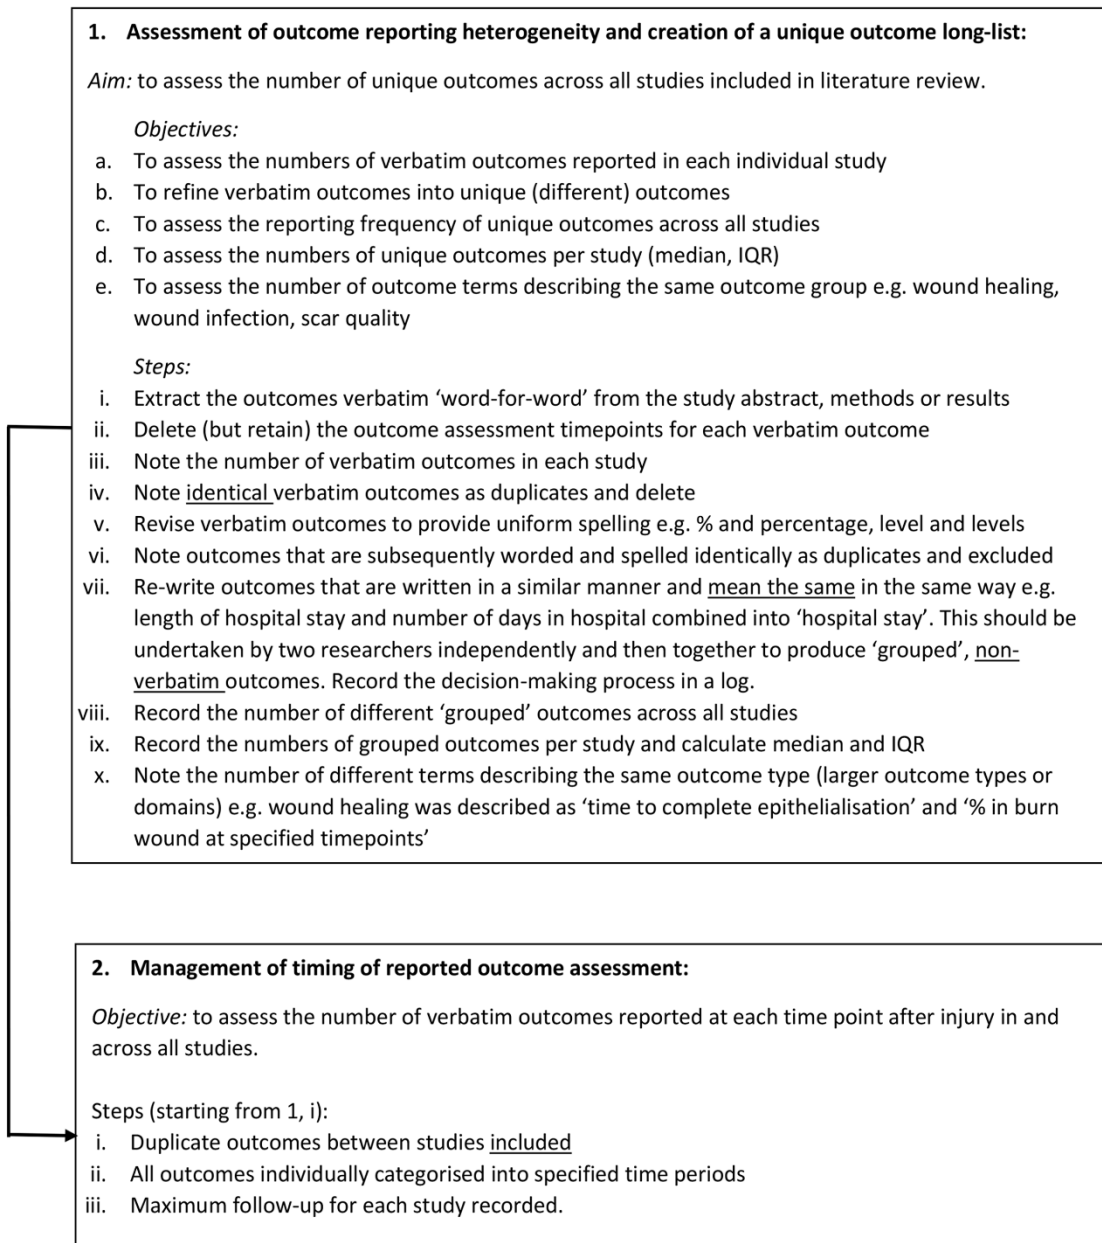 1. Assessment of outcome reporting heterogeneity and creation of a unique outcome long-list:
Aim: to assess the number of unique outcomes across all studies included in literature review.
Objectives:
a. To assess the numbers of verbatim outcomes reported in each individual study
b. To refine verbatim outcomes into unique (different) outcomes
c. To assess the reporting frequency of unique outcomes across all studies
d. To assess the numbers of unique outcomes per study (median, IQR)
e. To assess the number of outcome terms describing the same outcome group e.g. wound healing,
wound infection, scar quality
Steps:
i. Extract the outcomes verbatim ‘word-for-word’ from the study abstract, methods or results
ii. Delete (but retain) the outcome assessment timepoints for each verbatim outcome
iii. Note the number of verbatim outcomes in each study
iv. Note identical verbatim outcomes as duplicates and delete
v. Revise verbatim outcomes to provide uniform spelling e.g. % and percentage, level and levels
vi. Note outcomes that are subsequently worded and spelled identically as duplicates and excluded
vii. Re-write outcomes that are written in a similar manner and mean the same in the same way e.g.
length of hospital stay and number of days in hospital combined into ‘hospital stay’. This should be
undertaken by two researchers independently and then together to produce ‘grouped’, non-
verbatim outcomes. Record the decision-making process in a log.
viii. Record the number of different ‘grouped’ outcomes across all studies
ix. Record the numbers of grouped outcomes per study and calculate median and IQR
x. Note the number of different terms describing the same outcome type (larger outcome types or
domains) e.g. wound healing was described as ‘time to complete epithelialisation’ and ‘% in burn
wound at specified timepoints’
2. Management of timing of reported outcome assessment:
Objective: to assess the number of verbatim outcomes reported at each time point after injury in and
across all studies.
Steps (starting from 1, i):
i. Duplicate outcomes between studies included
ii. All outcomes individually categorised into specified time periods
iii. Maximum follow-up for each study recorded.